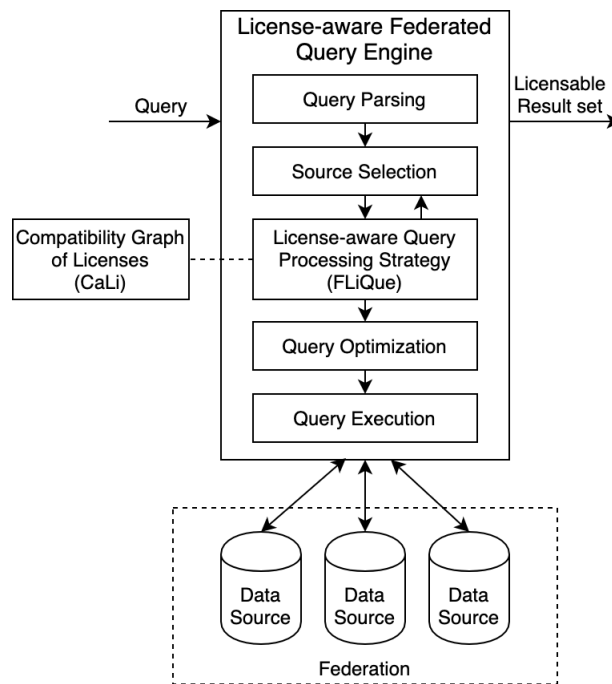 License-aware Federated
Query Engine
Query Parsing
Query
Licensable
Result set
Source Selection
Compatibility Graph
of Licenses
(CaLi)
License-aware Query
Processing Strategy
(FLiQue)
Query Optimization
Query Execution
Data
Source
Data
Source
Data
Source
Federation